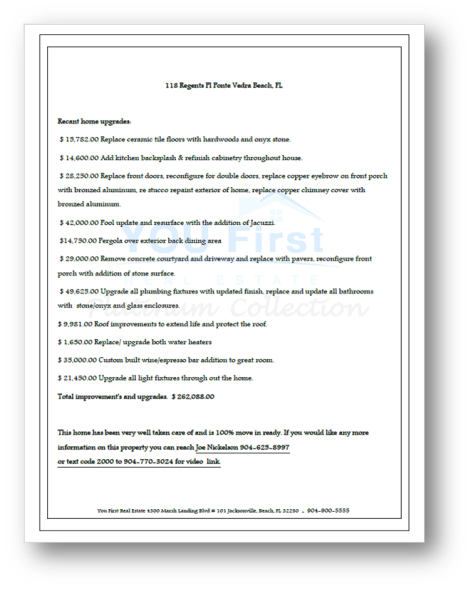 118 Regents Pl Ponte Vedra Beach, FL
Recant home upgrades:
$ 15,782.00 Replace ceramic tile floors with hardwoods and onyx stone.
$ 14,600.00 Add kitchen backsplash & refinish cabinetry throughout house.
$ 28,250.00 Replace front doors, reconfigure for double doors, replace copper eyebrow on front porch
with bronzed aluminum, re stucco repaint exterior of home, replace copper chimney cover with
bronzed aluminum.
$ 42,000.00 Pool update and resurface with the addition of Jacuzzi.
$14,750.00 Pergola over exterior back dining area
YOU First
$ 29,000.00 Remove concrete courtyard and driveway and replace with pavers, reconfigure front
porch with addition of stone surface.
REAL ESTATE
$ 49,625.00 Upgrade all plumbing fixtures with updated finish, replace and update all bathrooms
with stone/onyx and glass enclosures.
Platinum Collection
$ 9,981.00 Roof improvements to extend life and protect the roof.
$ 1,650.00 Replace/ upgrade both water heaters
$ 35,000.00 Custom built wine/espresso bar addition to great room.
$ 21,450.00 Upgrade all light fixtures through out the home.
Total improvement's and upgrades. $ 262,088.00
This home has been very well taken care of and is 100% move in ready. If you would like any more
information on this property you can reach Joe Nickelson 904-625-8997
or text code 2000 to 904-770-3024 for video link.
You First Real Estate 4300 Marsh Landing Blvd # 101 Jacksonville, Beach, FL 32250 . 904-900-5555